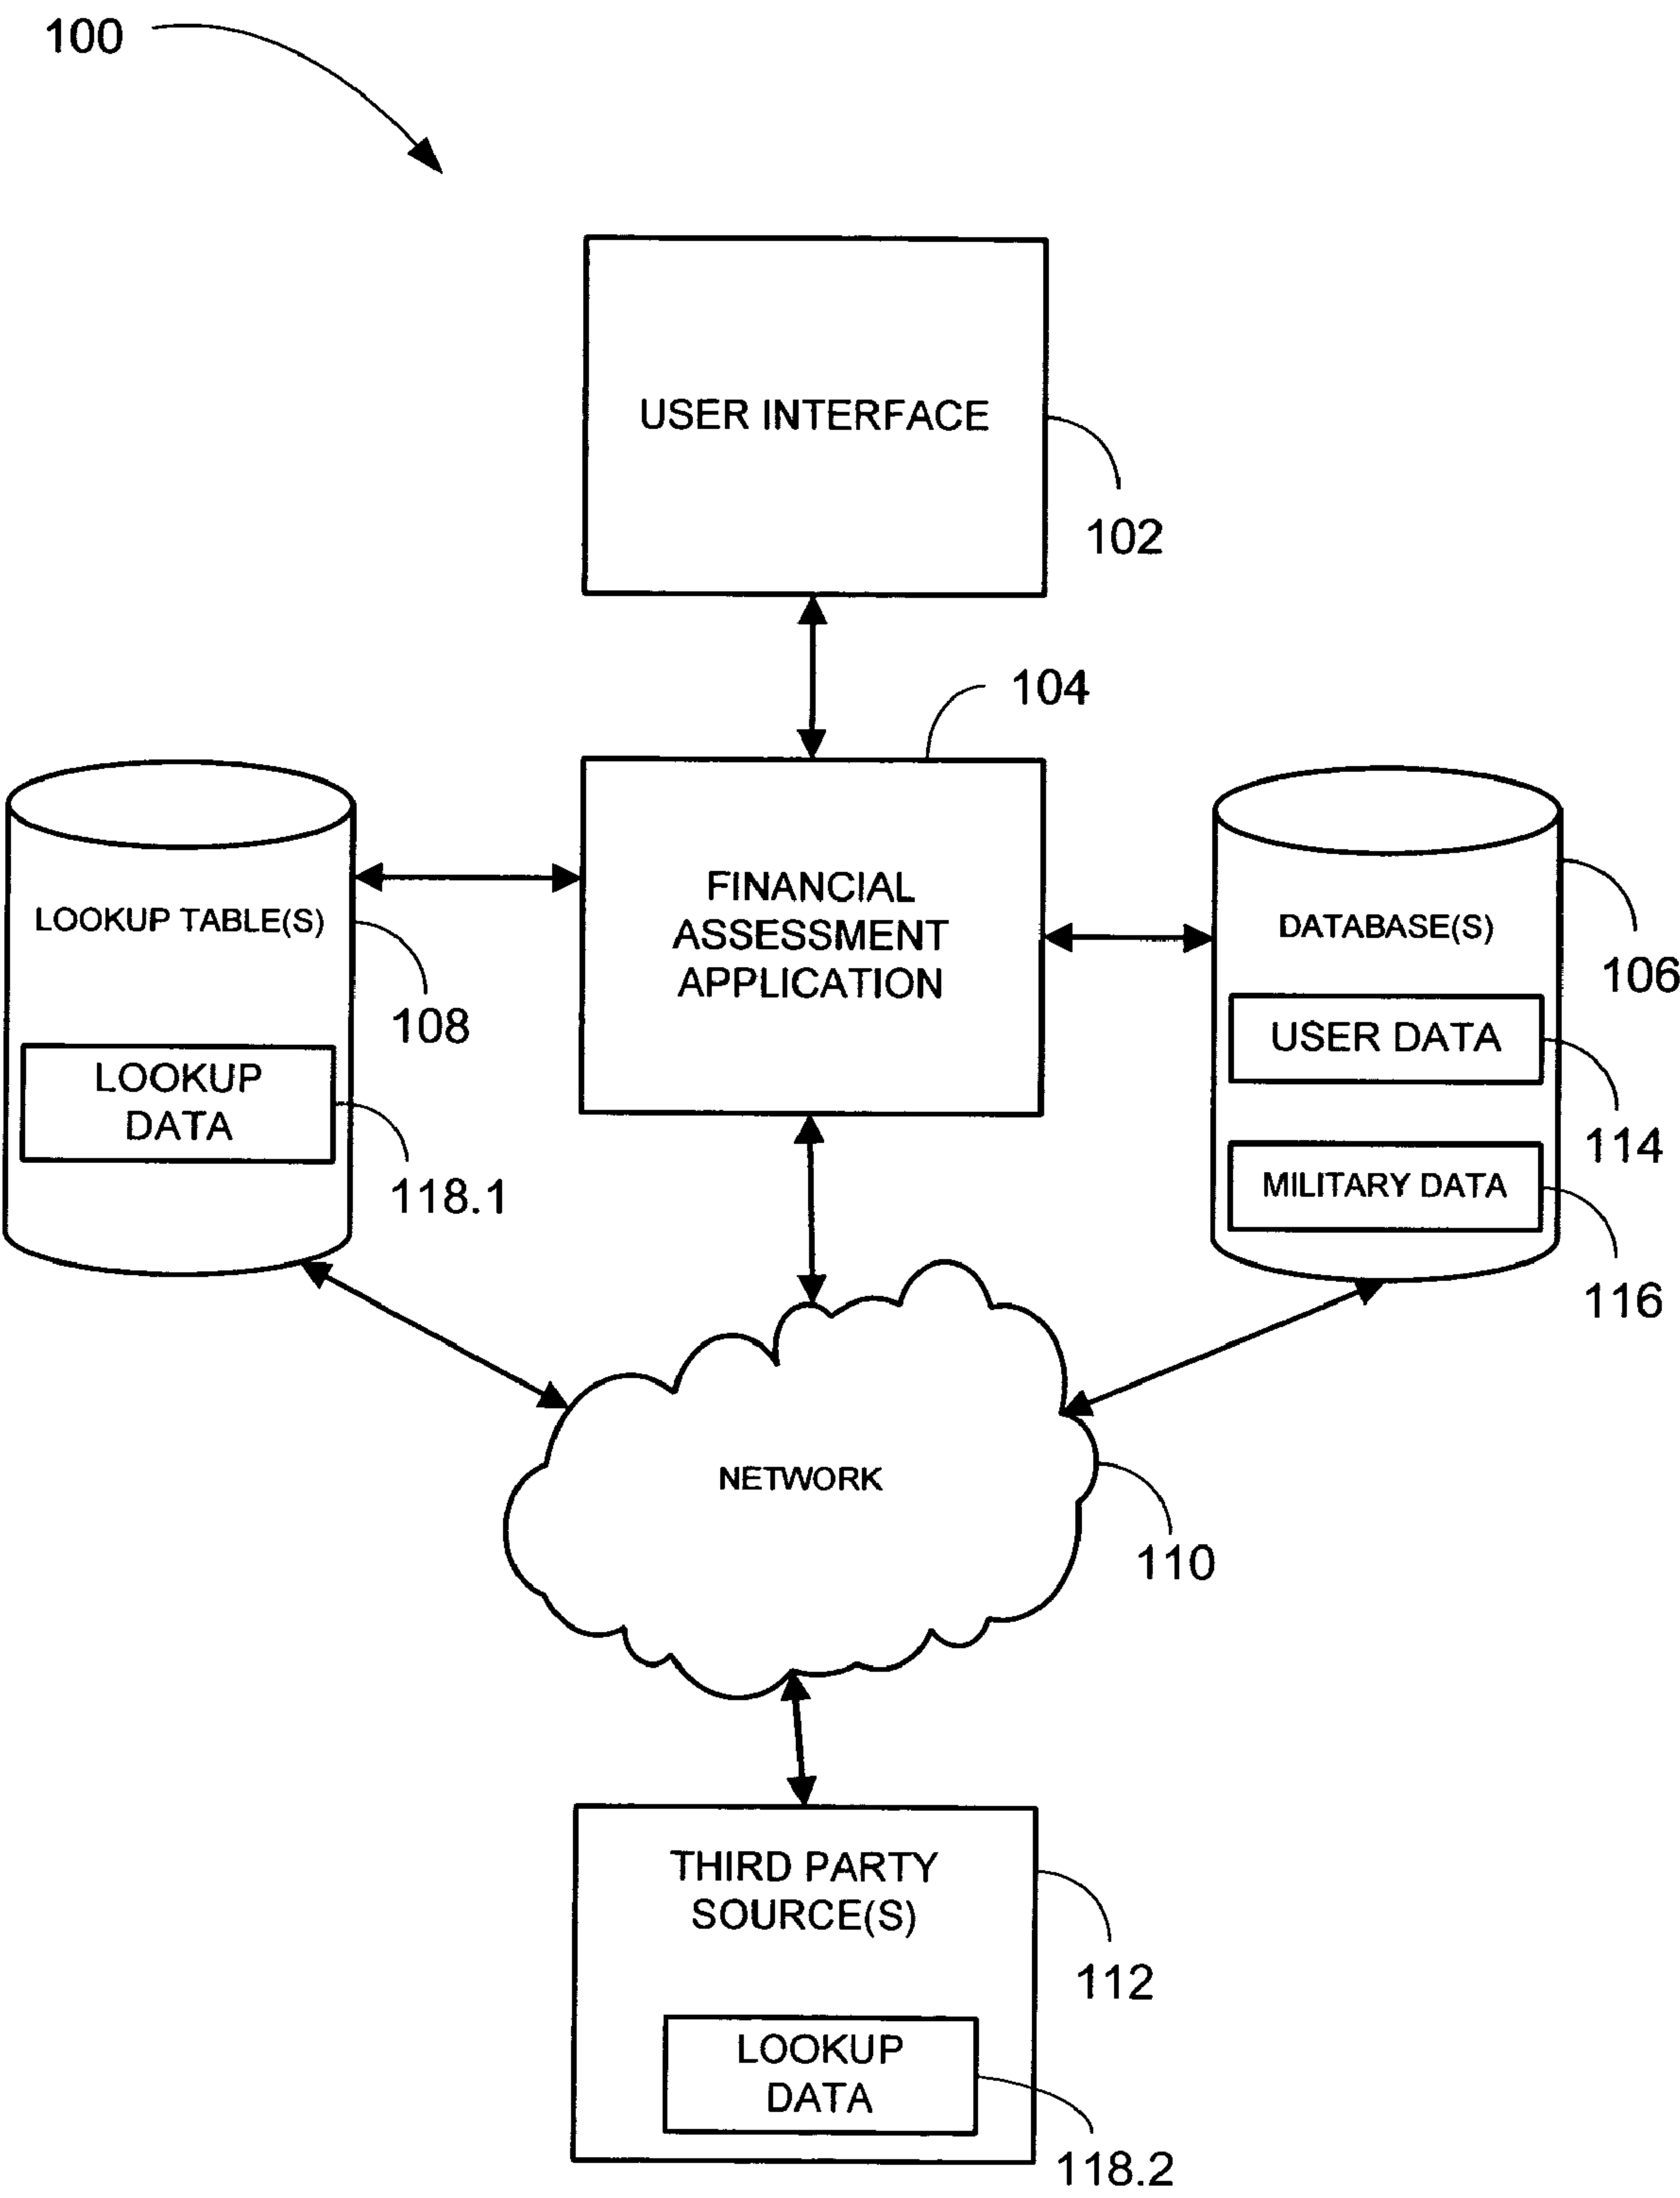 100
USER INTERFACE
102
104
LOOKUP TABLE(S)
108
LOOKUP
DATA
118.1
FINANCIAL
ASSESSMENT
APPLICATION
DATABASE(S)
106
USER DATA
114
MILITARY DATA
116
NETWORK
110
THIRD PARTY
SOURCE(S)
112
LOOKUP
DATA
118.2